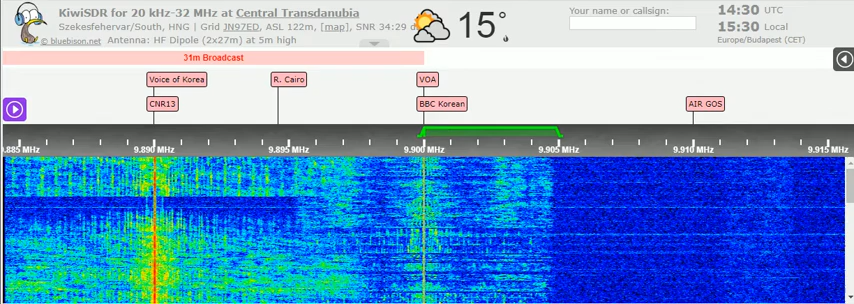 KiwiSDR for 20 kHz-32 MHz at Central Transdanubia
Szekesfehervar/South, HNG | Grid JN97ED, ASL 122m, [map], SNR 34:29 d
© bluebison.net Antenna: HF Dipole (2x27m) at 5m high
15°
Your name or callsign:
14:30 UTC
15:30 Local
Europe/Budapest (CET)
31m Broadcast
Voice of Korea
R. Cairo
VOA
CNR13
BBC Korean
AIR GOS
9.885 MHz 9.890 MHz 9.895 MHz 9.900 MHz 9.905 MHz 9.910 MHz 9.915 MHz